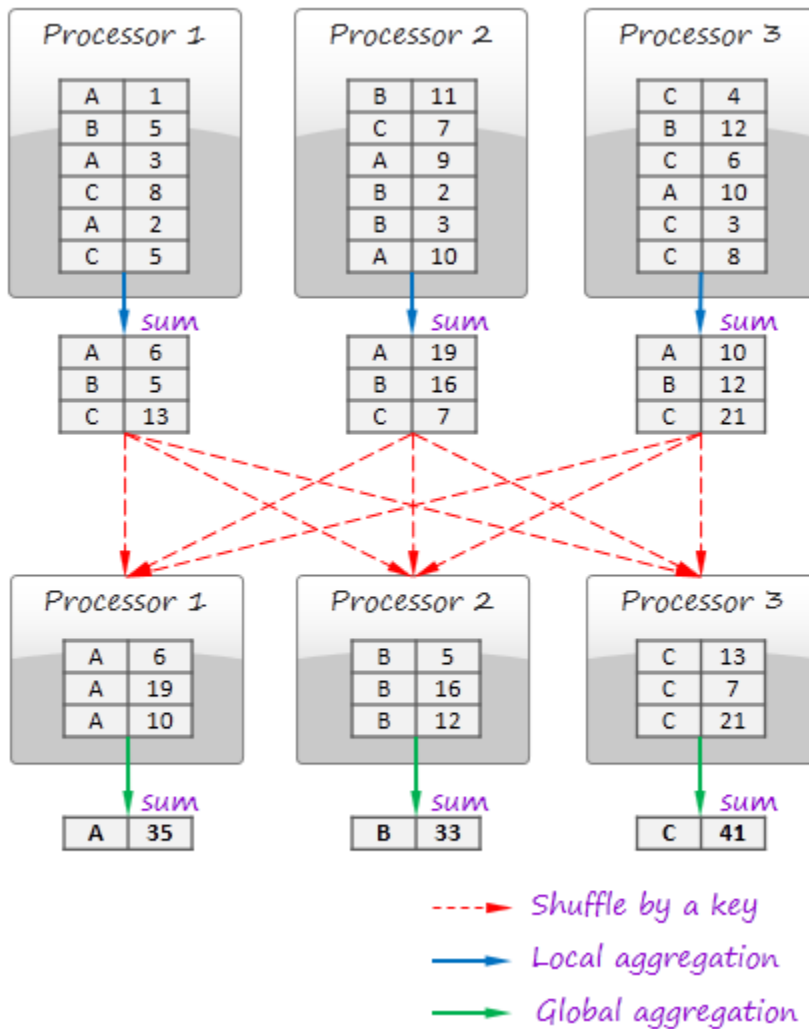 Processor 1
A 1
B 5
A 3
C 8
A 2
C 5
sum
A 6
B 5
C 13
Processor 2
B 11
C 7
A 9
B 2
B 3
A 10
sum
A 19
B 16
C 7
Processor 3
C 4
B 12
C 6
A 10
C 3
C 8
sum
A 10
B 12
C 21
Processor 1
A 6
A 19
A 10
sum
A 35
Processor 2
B 5
B 16
B 12
sum
B 33
Processor 3
C 13
C 7
C 21
sum
C 41
Shuffle by a key
Local aggregation
Global aggregation